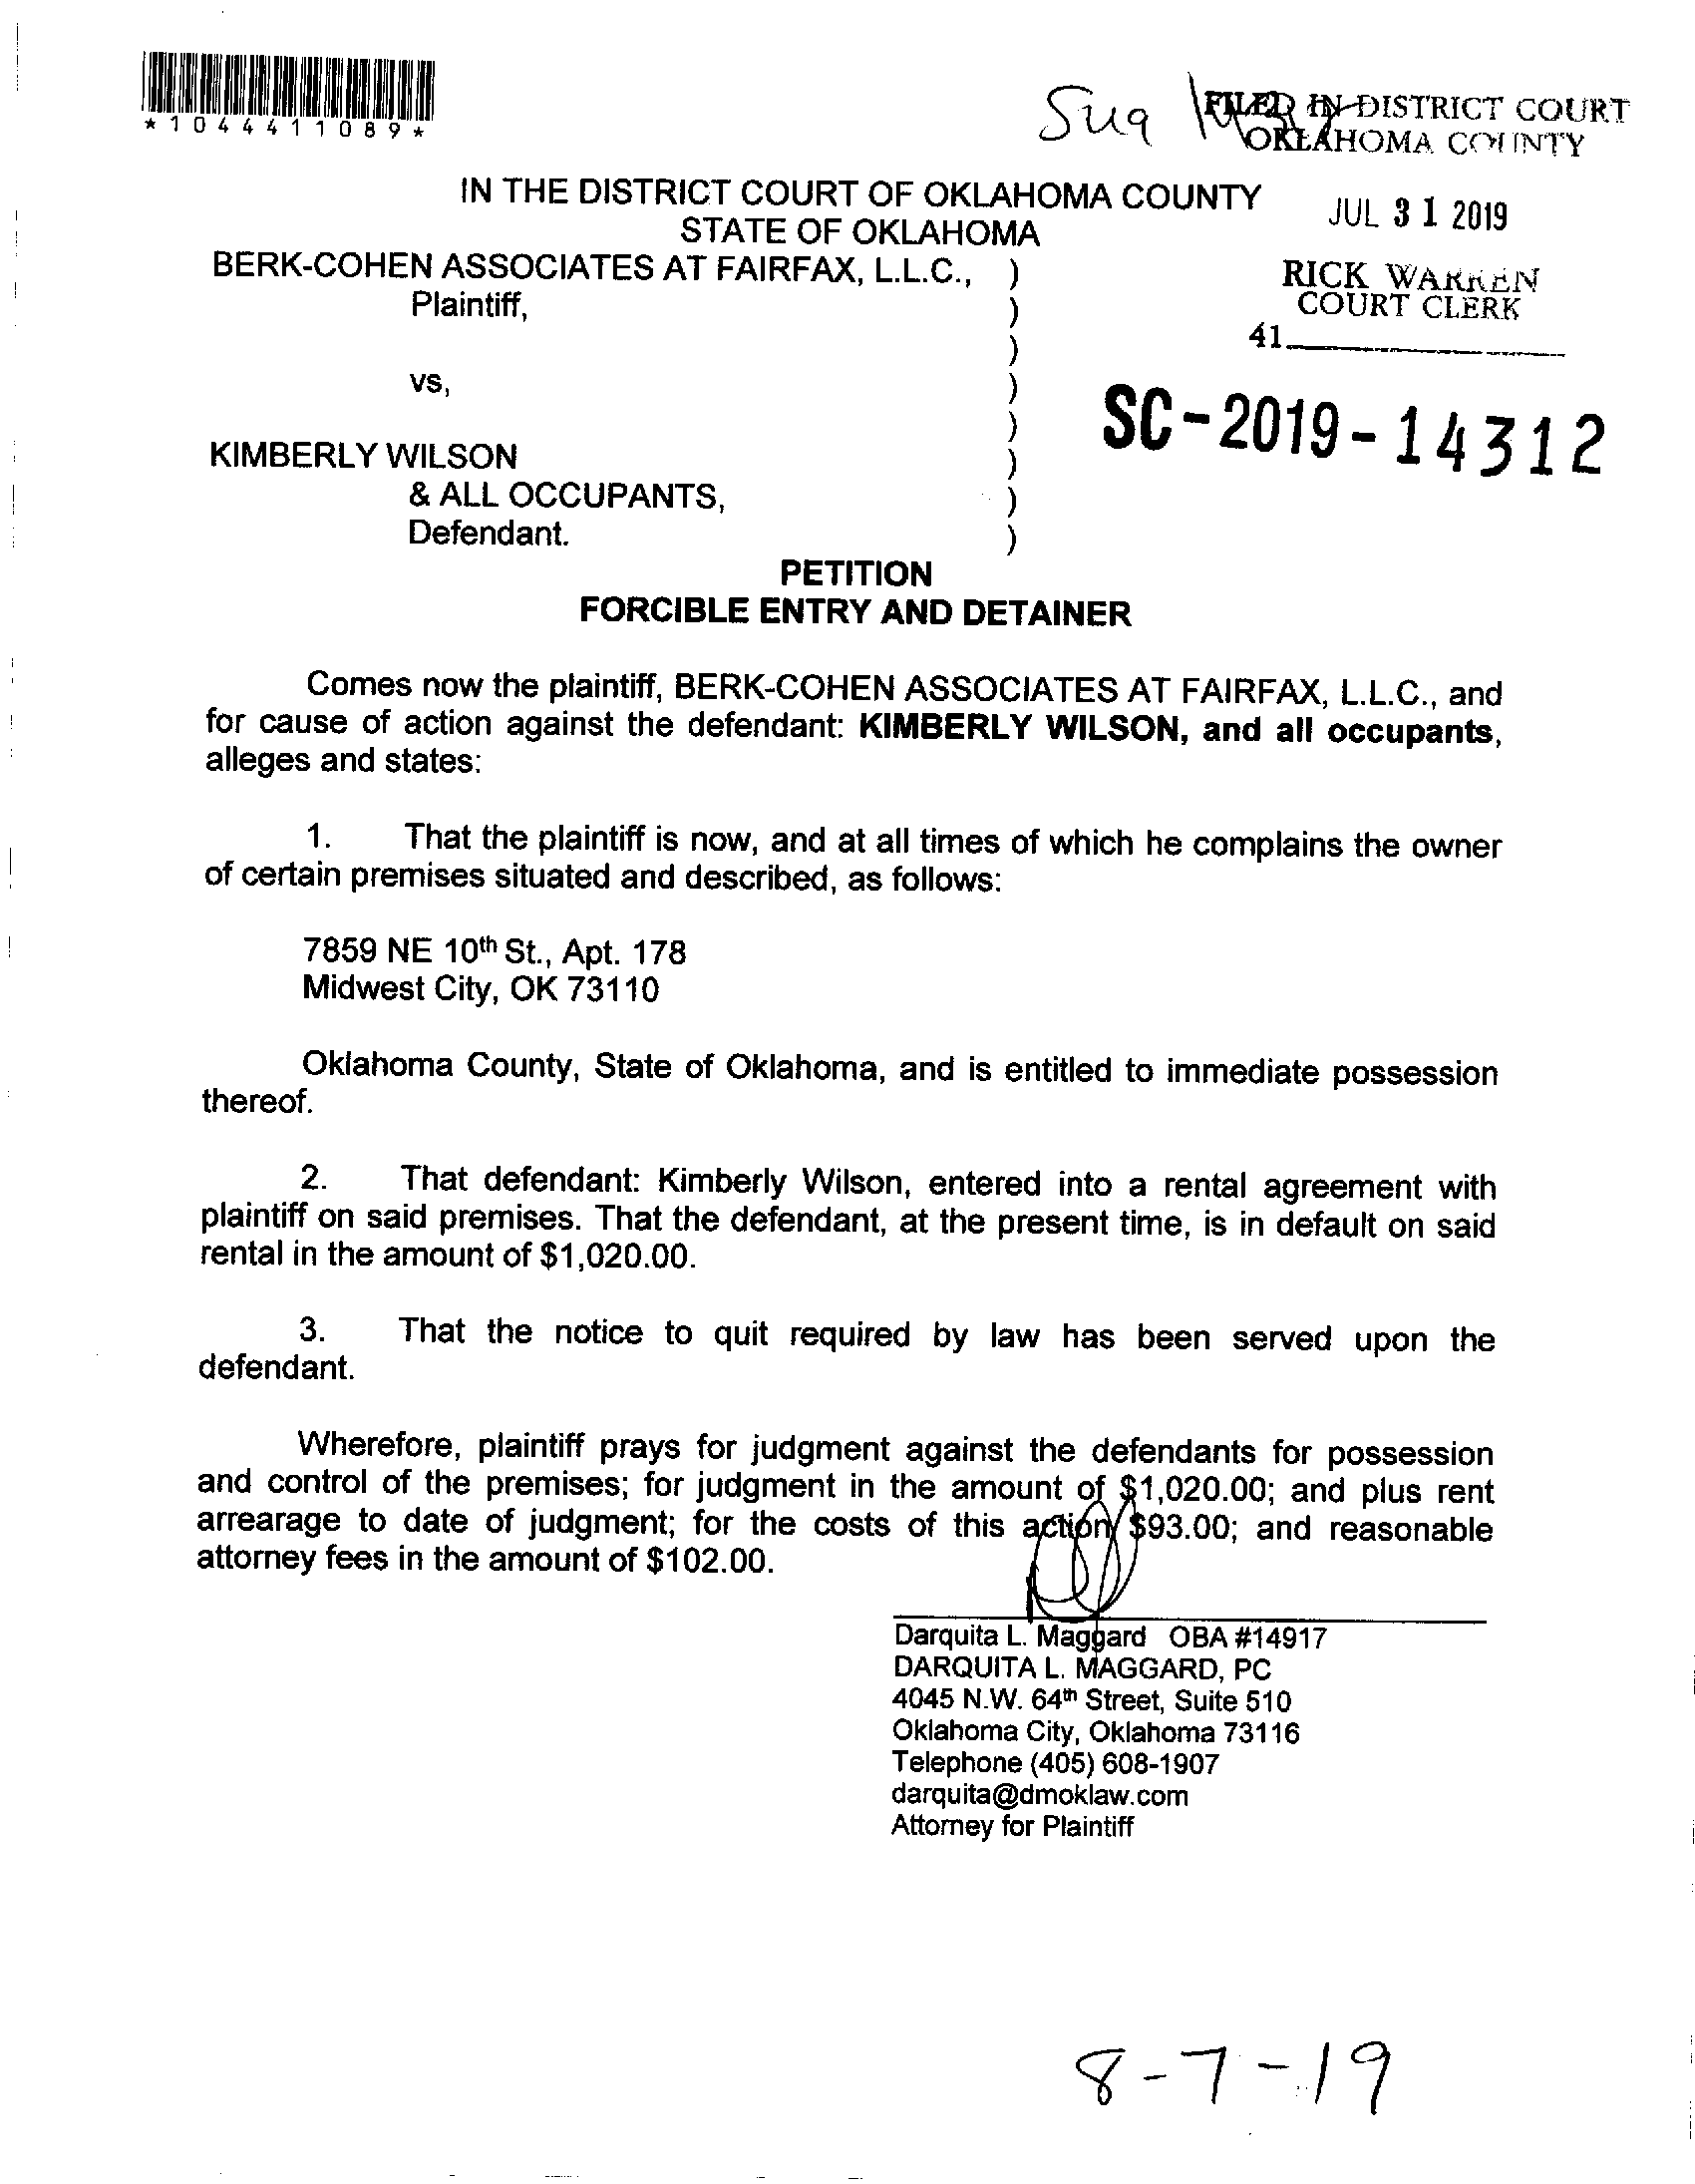 *1044411089*
FILED IN DISTRICT COURT
OKLAHOMA COUNTY
IN THE DISTRICT COURT OF OKLAHOMA COUNTY
STATE OF OKLAHOMA
JUL 31 2019
BERK-COHEN ASSOCIATES AT FAIRFAX, L.L.C., )
Plaintiff, )
)
RICK WARREN
COURT CLERK
41
vs, )
)
SC-2019-14312
KIMBERLY WILSON )
& ALL OCCUPANTS, )
Defendant. )
PETITION
FORCIBLE ENTRY AND DETAINER
Comes now the plaintiff, BERK-COHEN ASSOCIATES AT FAIRFAX, L.L.C., and
for cause of action against the defendant: KIMBERLY WILSON, and all occupants,
alleges and states:
1. That the plaintiff is now, and at all times of which he complains the owner
of certain premises situated and described, as follows:
7859 NE 10th St., Apt. 178
Midwest City, OK 73110
Oklahoma County, State of Oklahoma, and is entitled to immediate possession
thereof.
2. That defendant: Kimberly Wilson, entered into a rental agreement with
plaintiff on said premises. That the defendant, at the present time, is in default on said
rental in the amount of $1,020.00.
3. That the notice to quit required by law has been served upon the
defendant.
Wherefore, plaintiff prays for judgment against the defendants for possession
and control of the premises; for judgment in the amount of $1,020.00; and plus rent
arrearage to date of judgment; for the costs of this action $93.00; and reasonable
attorney fees in the amount of $102.00.
Darquita L. Maggard OBA #14917
DARQUITA L. MAGGARD, PC
4045 N.W. 64th Street, Suite 510
Oklahoma City, Oklahoma 73116
Telephone (405) 608-1907
darquita@dmoklaw.com
Attorney for Plaintiff
8-7-19